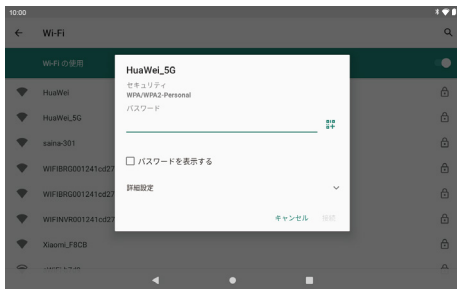 10:00
Wi-Fi
Wi-Fi の使用
HuaWei
HuaWei_5G
saina-301
WIFIBRG001241cd27
WIFIBRG001241cd27
WIFINVR001241cd27
Xiaomi_F8CB
HuaWei_5G
セキュリティ
WPA/WPA2-Personal
パスワード
パスワードを表示する
詳細設定
キャンセル 接続